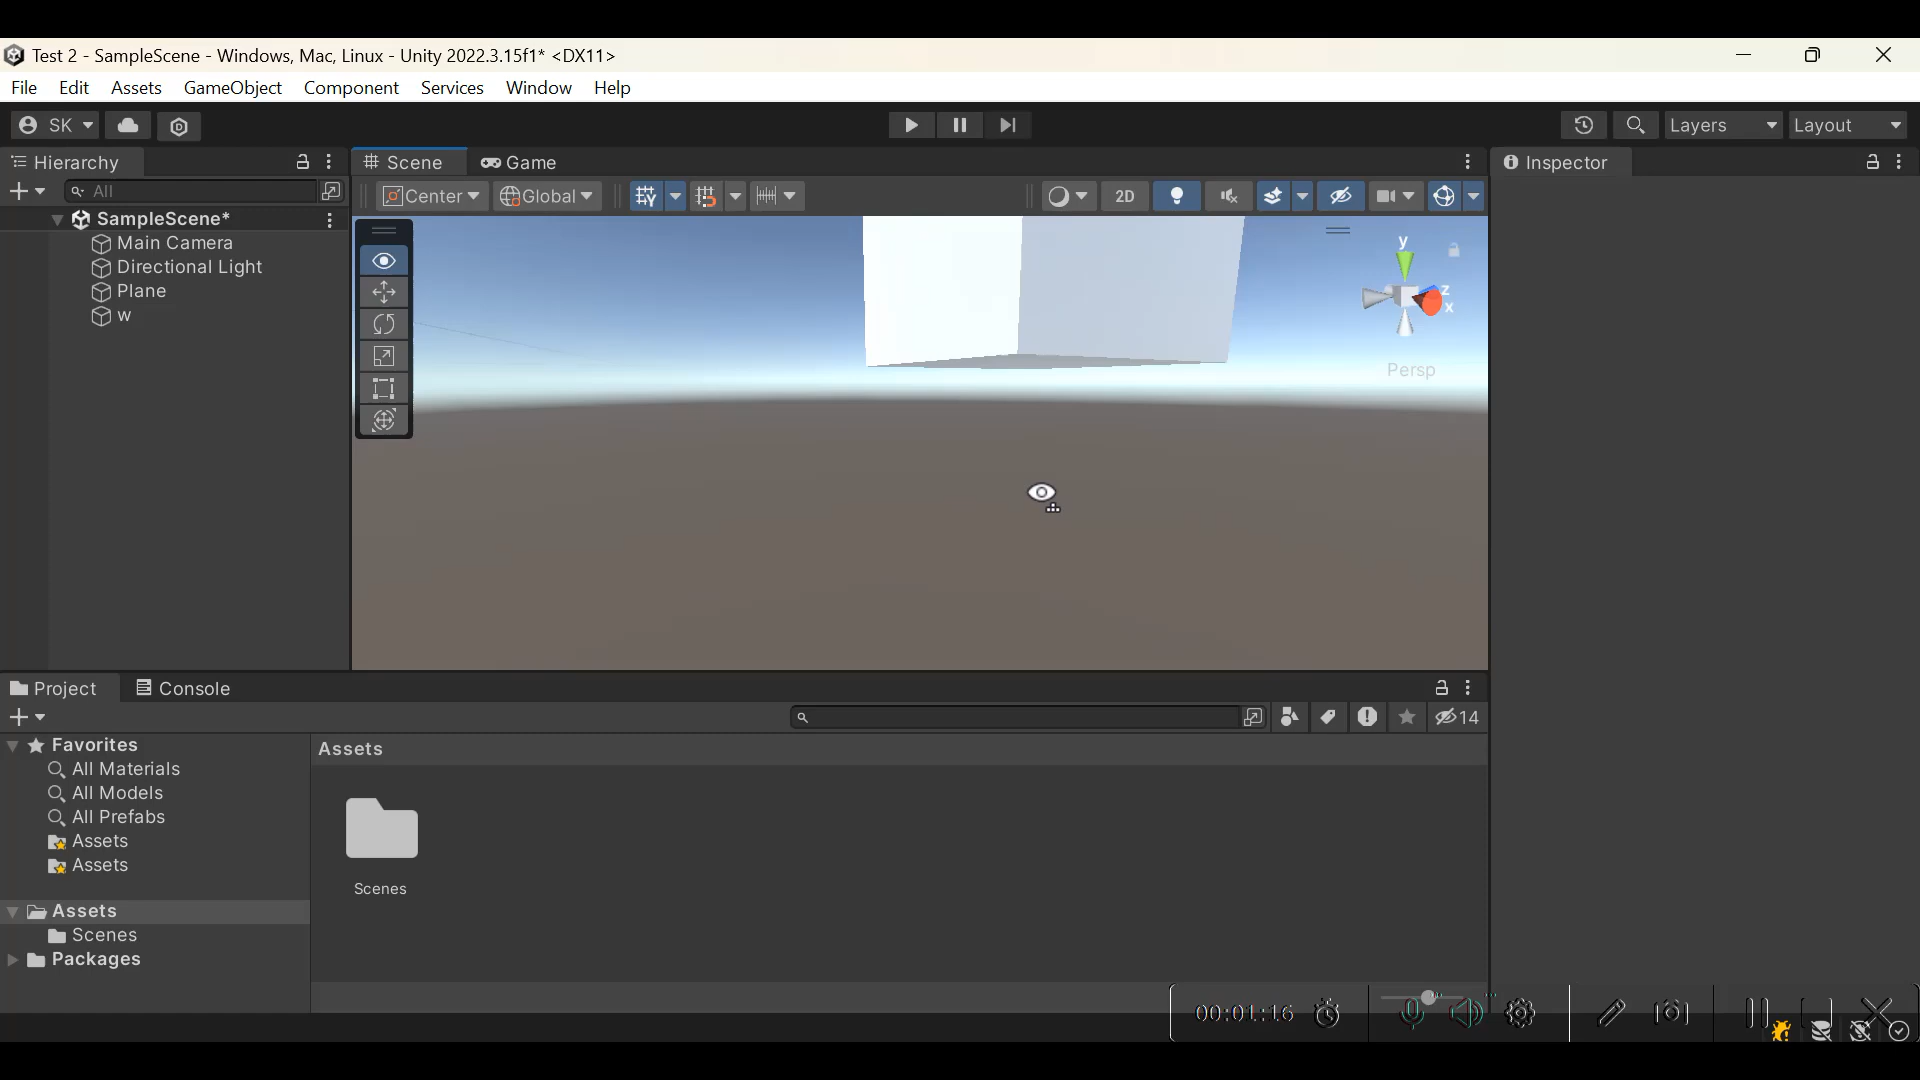 Test 2 - SampleScene - Windows, Mac, Linux - Unity 2022.3.15f1* <DX11>
File Edit Assets GameObject Component Services Window Help
SK Layers Layout
Hierarchy Scene Game Inspector
All Center Global 2D
SampleScene*
Main Camera
Directional Light
Plane
w
y
z
x
Persp
Project Console
14
Favorites Assets
All Materials
All Models
All Prefabs
Assets
Assets
Scenes
Assets
Scenes
Packages
00:01:16